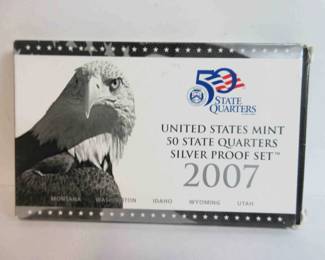 50
STATE
QUARTERS
UNITED STATES MINT
50 STATE QUARTERS
SILVER PROOF SET™
2007
MONTANA WASHINGTON IDAHO WYOMING UTAH